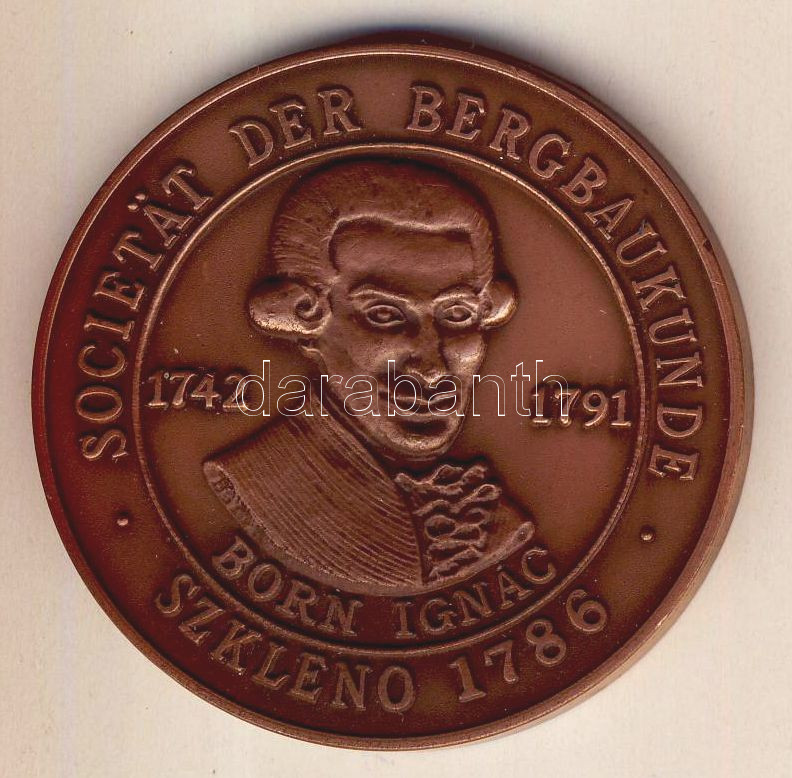 SOCIETÄT DER BERGBAUKUNDE
1742
1791
BORN IGNÁC
SZKLENO 1786
darabanth